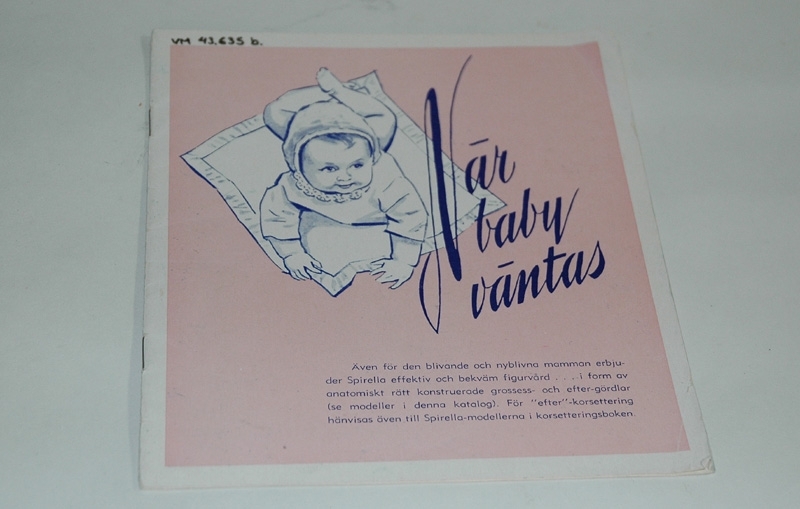 VM 43.635 b.
När
baby
väntas
Även för den blivande och nyblivna mamman erbju-
der Spirella effektiv och bekväm figurvård . . . i form av
anatomiskt rätt konstruerade grossess- och efter-gördlar
(se modeller i denna katalog). För "efter"-korsettering
hänvisas även till Spirella-modellerna i korsetteringsboken.